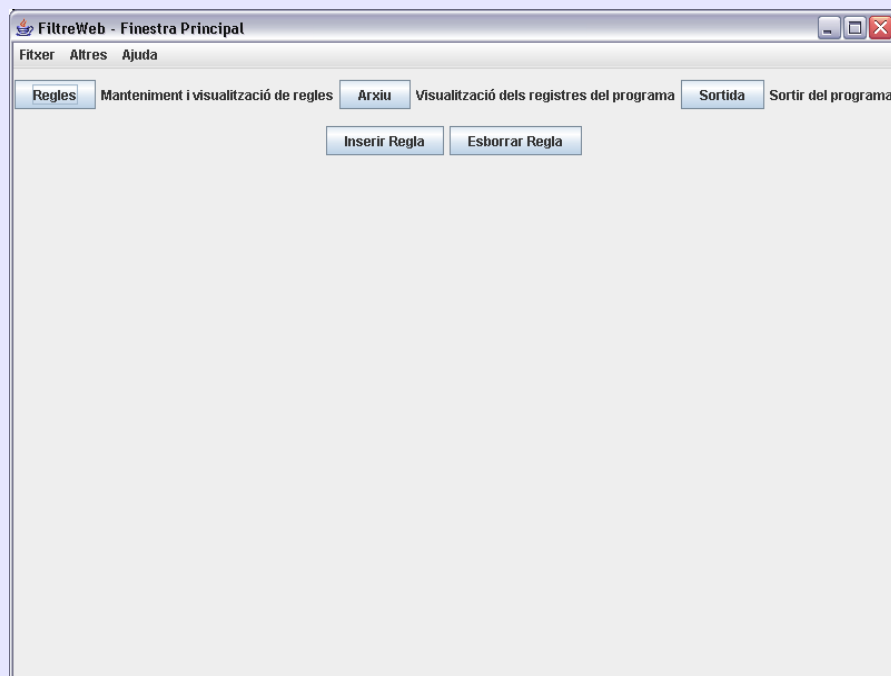 FiltreWeb - Finestra Principal
Fitxer Altres Ajuda
Regles Manteniment i visualització de regles Arxiu Visualització dels registres del programa Sortida Sortir del programa
Inserir Regla Esborrar Regla